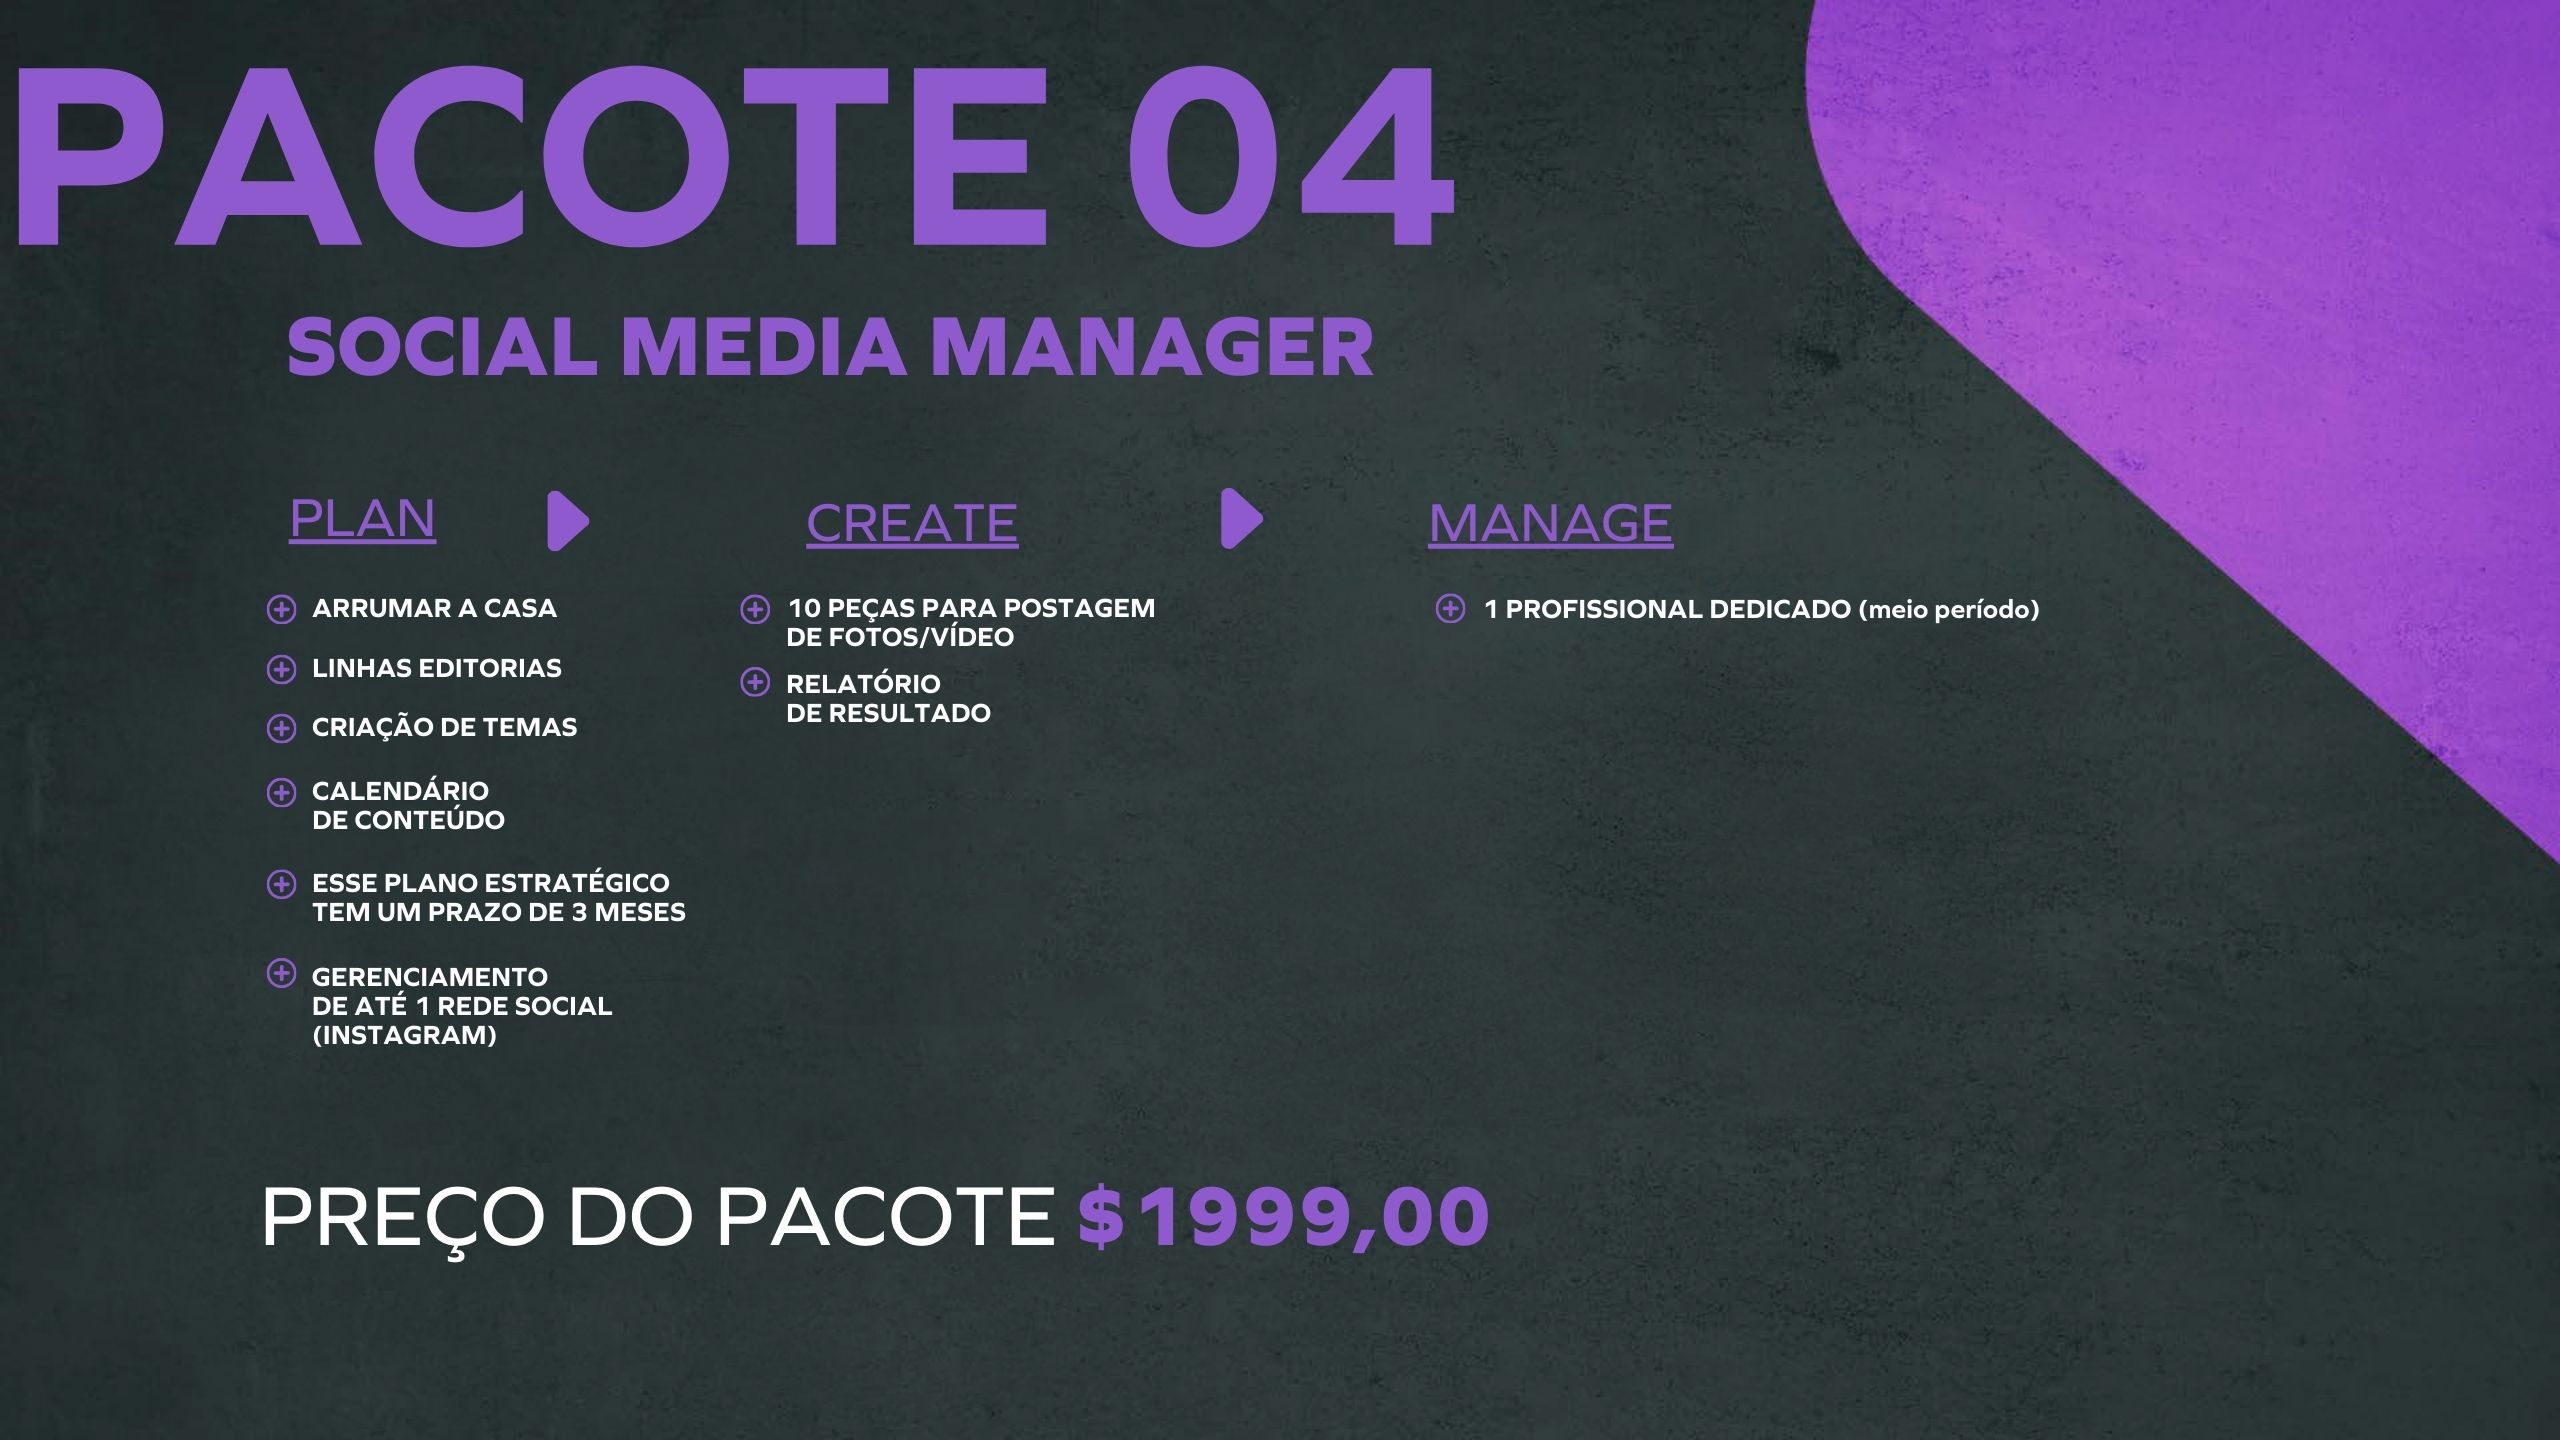 PACOTE 04
SOCIAL MEDIA MANAGER
PLAN
ARRUMAR A CASA
LINHAS EDITORIAS
CRIAÇÃO DE TEMAS
CALENDÁRIO
DE CONTEÚDO
ESSE PLANO ESTRATÉGICO
TEM UM PRAZO DE 3 MESES
GERENCIAMENTO
DE ATÉ 1 REDE SOCIAL
(INSTAGRAM)
CREATE
10 PEÇAS PARA POSTAGEM
DE FOTOS/VÍDEO
RELATÓRIO
DE RESULTADO
MANAGE
1 PROFISSIONAL DEDICADO (meio período)
PREÇO DO PACOTE $1999,00